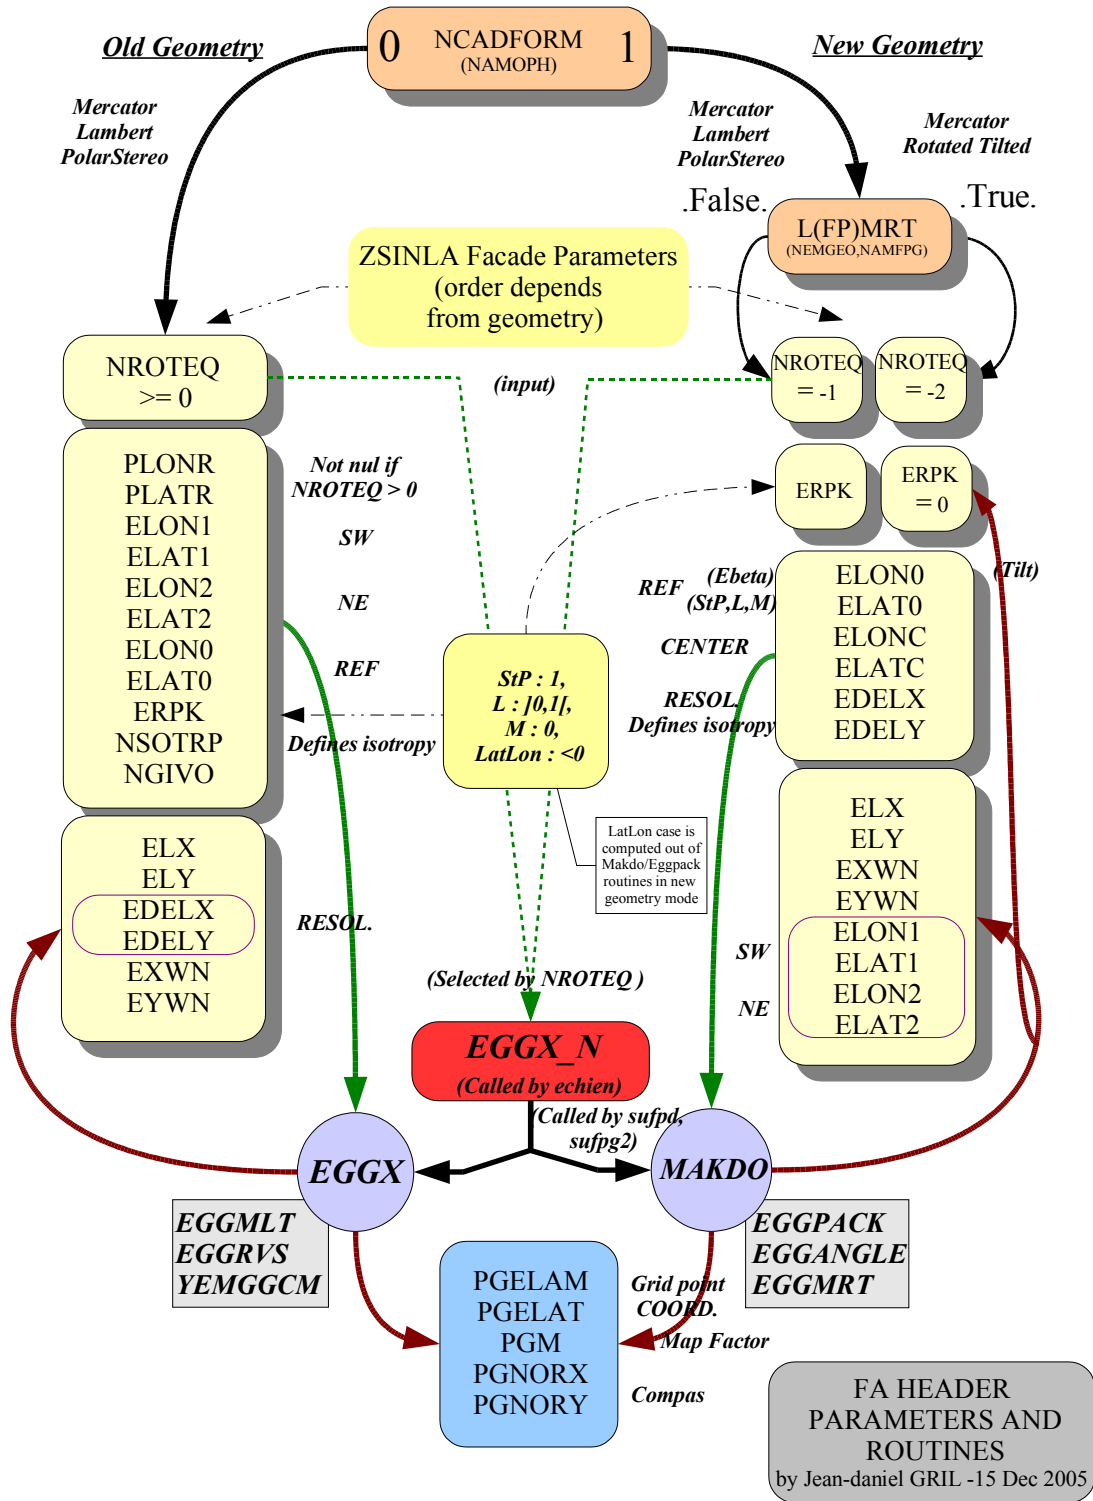 Old Geometry
0 NCADFORM 1
(NAMOPH)
New Geometry
Mercator
Lambert
PolarStereo
Mercator
Lambert
PolarStereo
Mercator
Rotated Tilted
.False.
.True.
L(FP)MRT
(NEMGEO,NAMFPG)
ZSINLA Facade Parameters
(order depends
from geometry)
NROTEQ
>= 0
(input)
NROTEQ
= -1
NROTEQ
= -2
PLONR
PLATR
ELON1
ELAT1
ELON2
ELAT2
ELON0
ELAT0
ERPK
NSOTRP
NGIVO
Not nul if
NROTEQ > 0
SW
NE
REF
Defines isotropy
ERPK
ERPK
= 0
(Tilt)
REF
(Ebeta)
(StP,L,M)
CENTER
RESOL.
Defines isotropy
ELON0
ELAT0
ELONC
ELATC
EDELX
EDELY
StP : 1,
L : ]0,1[,
M : 0,
LatLon : <0
LatLon case is
computed out of
Makdo/Eggpack
routines in new
geometry mode
ELX
ELY
EDELX
EDELY
EXWN
EYWN
RESOL.
ELX
ELY
EXWN
EYWN
ELON1
ELAT1
ELON2
ELAT2
SW
NE
(Selected by NROTEQ )
EGGX_N
(Called by echien)
(Called by sufpd,
sufpg2)
EGGX
MAKDO
EGGMLT
EGGRVS
YEMGGCM
EGGPACK
EGGANGLE
EGGMRT
PGELAM
PGELAT
PGM
PGNORX
PGNORY
Grid point
COORD.
Map Factor
Compas
FA HEADER
PARAMETERS AND
ROUTINES
by Jean-daniel GRIL -15 Dec 2005